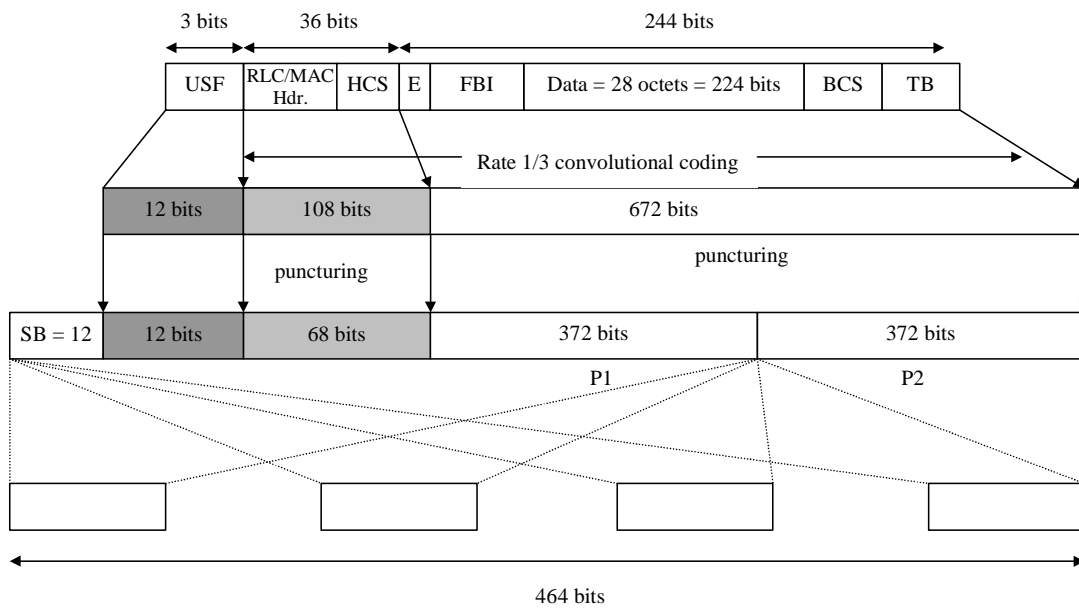 3 bits 36 bits 244 bits
USF RLC/MAC Hdr. HCS E FBI Data = 28 octets = 224 bits BCS TB
Rate 1/3 convolutional coding
12 bits 108 bits 672 bits
puncturing puncturing
SB = 12 12 bits 68 bits 372 bits 372 bits
P1 P2
464 bits